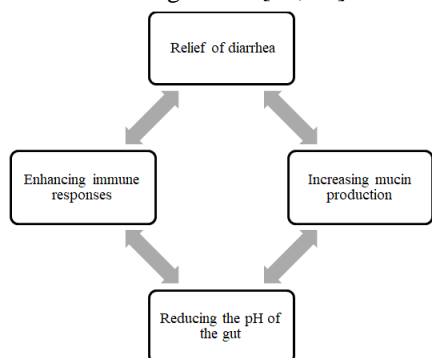 Relief of diarrhea
Enhancing immune
responses
Increasing mucin
production
Reducing the pH of
the gut